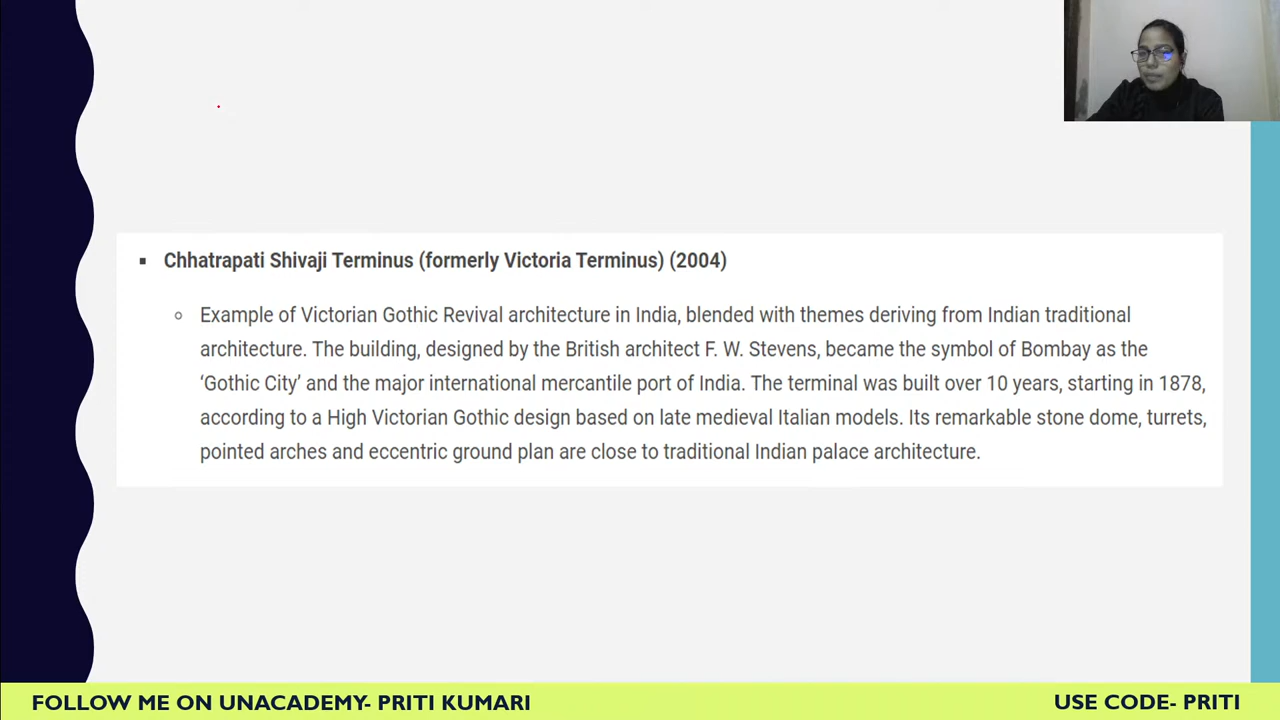 Chhatrapati Shivaji Terminus (formerly Victoria Terminus) (2004)
Example of Victorian Gothic Revival architecture in India, blended with themes deriving from Indian traditional
architecture. The building, designed by the British architect F. W. Stevens, became the symbol of Bombay as the
‘Gothic City’ and the major international mercantile port of India. The terminal was built over 10 years, starting in 1878,
according to a High Victorian Gothic design based on late medieval Italian models. Its remarkable stone dome, turrets,
pointed arches and eccentric ground plan are close to traditional Indian palace architecture.
FOLLOW ME ON UNACADEMY- PRITI KUMARI
USE CODE- PRITI